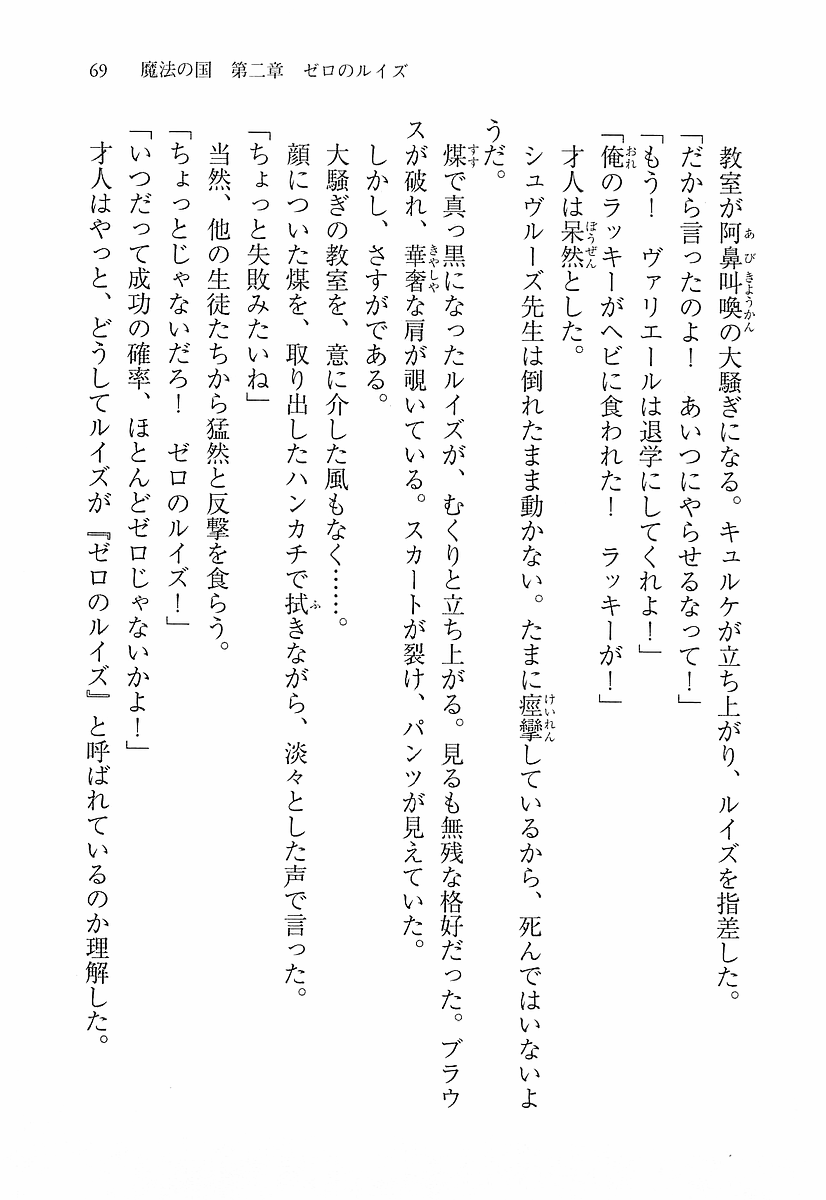 69　魔法の国　第二章　ゼロのルイズ
教室が阿鼻叫喚の大騒ぎになる。キュルケが立ち上がり、ルイズを指差した。
「だから言ったのよ！　あいつにやらせるなって！」
「もう！　ヴァリエールは退学にしてくれよ！」
「俺のラッキーがヘビに食われた！　ラッキーが！」
才人は呆然とした。
シュヴルーズ先生は倒れたまま動かない。たまに痙攣しているから、死んではいないよ
うだ。
煤で真っ黒になったルイズが、むくりと立ち上がる。見るも無残な格好だった。ブラウ
スが破れ、華奢な肩が覗いている。スカートが裂け、パンツが見えていた。
しかし、さすがである。
大騒ぎの教室を、意に介した風もなく……。
顔についた煤を、取り出したハンカチで拭きながら、淡々とした声で言った。
「ちょっと失敗みたいね」
当然、他の生徒たちから猛然と反撃を食らう。
「ちょっとじゃないだろ！　ゼロのルイズ！」
「いつだって成功の確率、ほとんどゼロじゃないかよ！」
才人はやっと、どうしてルイズが『ゼロのルイズ』と呼ばれているのか理解した。